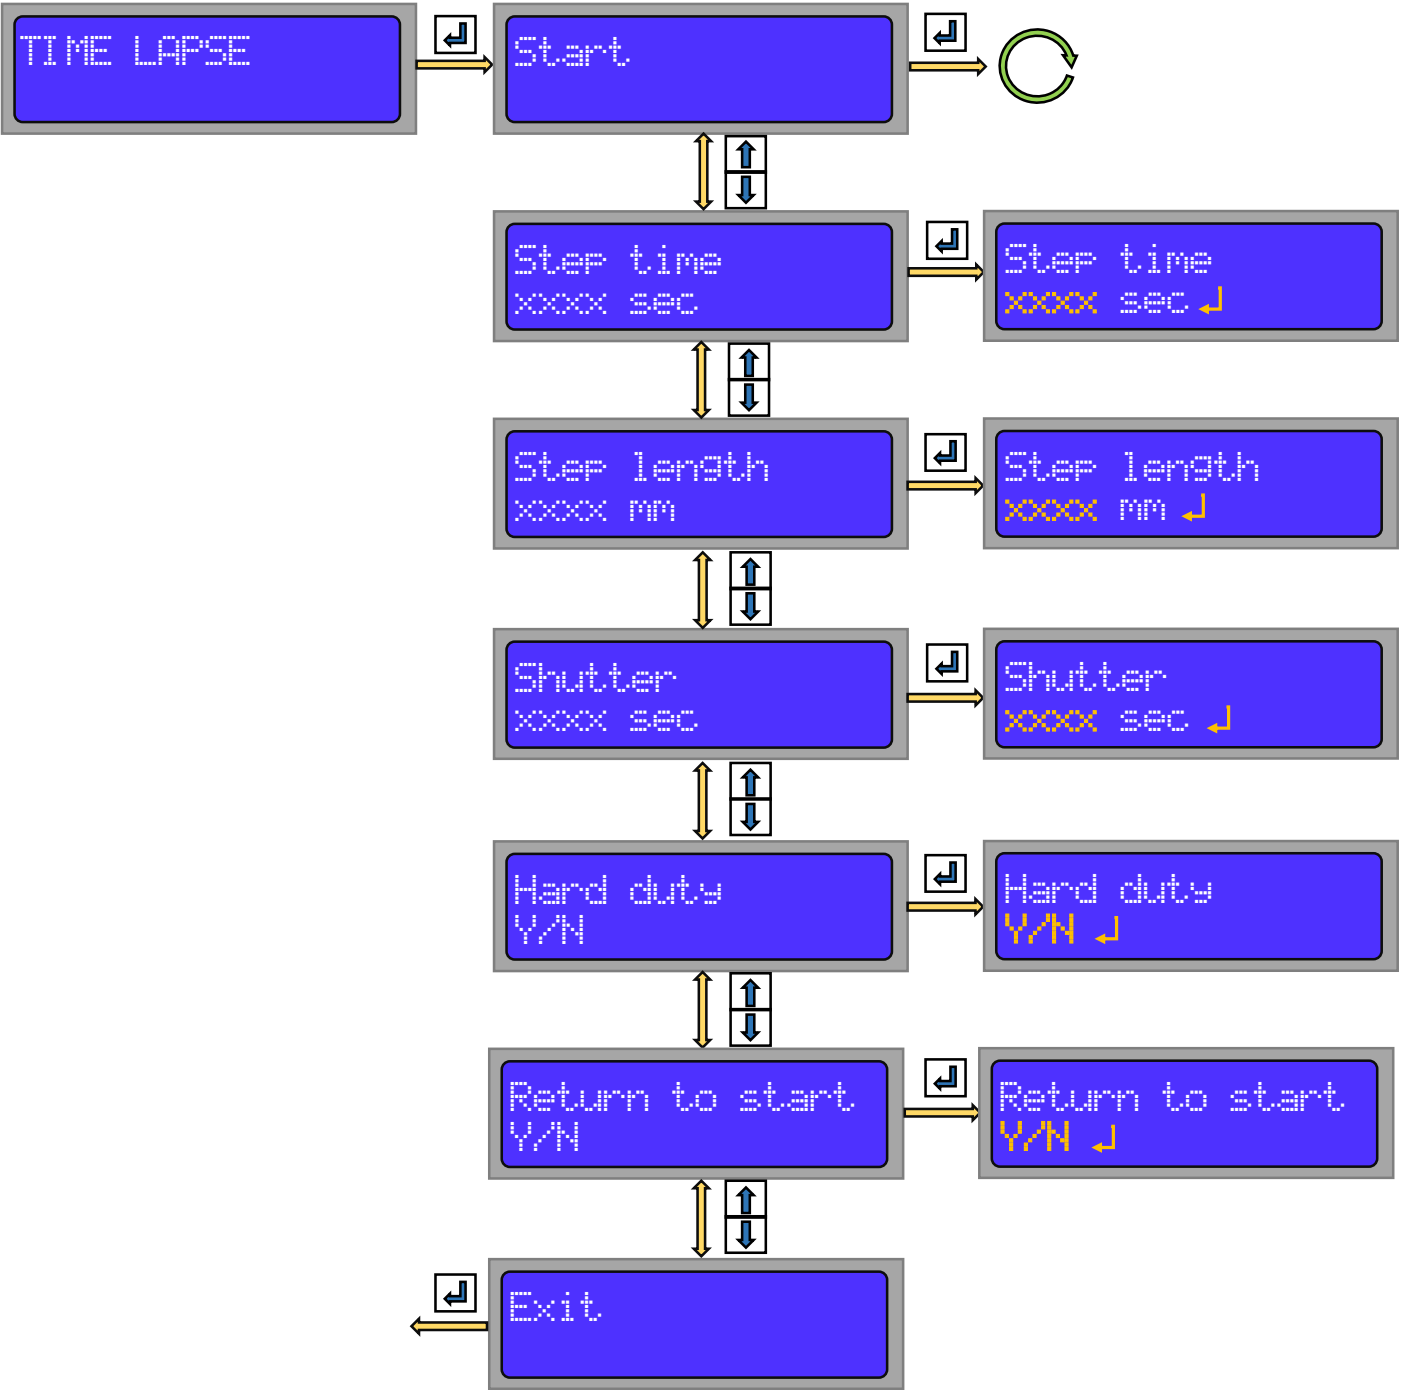 TIME LAPSE
Start
Step time
xxxx sec
Step time
xxxx sec
Step length
xxxx mm
Step length
xxxx mm
Shutter
xxxx sec
Shutter
xxxx sec
Hard duty
Y/N
Hard duty
Y/N
Return to start
Y/N
Return to start
Y/N
Exit